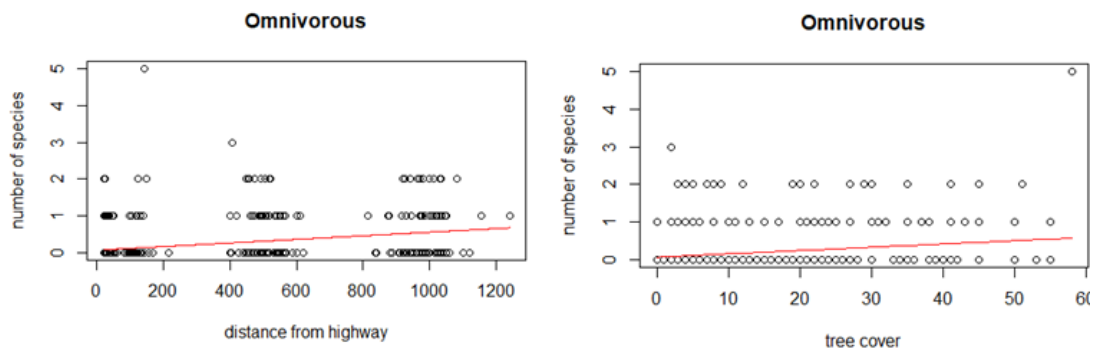 Omnivorous
number of species
5
4
3
2
1
0
0 200 400 600 800 1000 1200
distance from highway
Omnivorous
number of species
5
4
3
2
1
0
0 10 20 30 40 50 60
tree cover